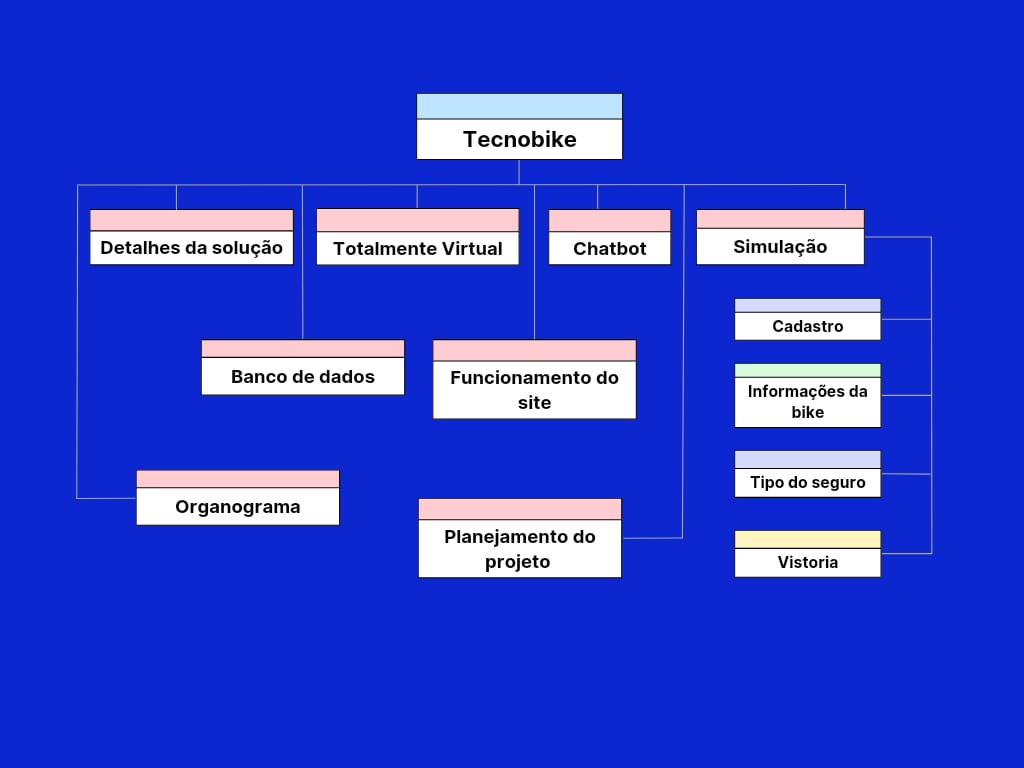 Tecnobike
Detalhes da solução
Totalmente Virtual
Chatbot
Simulação
Cadastro
Banco de dados
Funcionamento do
site
Informações da
bike
Tipo do seguro
Organograma
Planejamento do
projeto
Vistoria